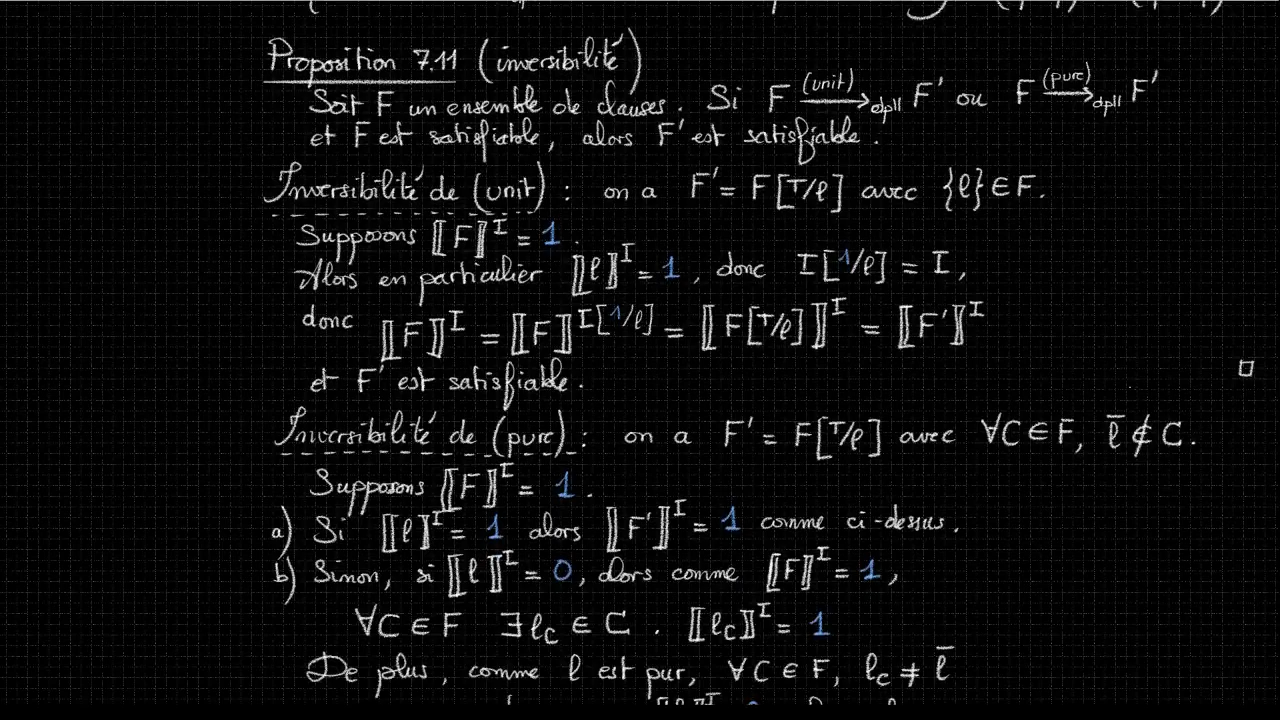 Proposition 7.11 (inversibilité)
Soit F un ensemble de clauses. Si F →(unit) dpll F' ou F →(pure) dpll F'
et F est satisfiable, alors F' est satisfiable.
Inversibilité de (unit) : on a F' = F[⊤/ℓ] avec {ℓ} ∈ F.
Supposons ⟦F⟧^I = 1.
Alors en particulier ⟦ℓ⟧^I = 1, donc I[1/ℓ] = I,
donc ⟦F⟧^I = ⟦F⟧^I[1/ℓ] = ⟦F[⊤/ℓ]⟧^I = ⟦F'⟧^I
et F' est satisfiable. □
Inversibilité de (pure) : on a F' = F[⊤/ℓ] avec ∀C ∈ F, ℓ̅ ∉ C.
Supposons ⟦F⟧^I = 1.
a) Si ⟦ℓ⟧^I = 1 alors ⟦F'⟧^I = 1 comme ci-dessus.
b) Sinon, si ⟦ℓ⟧^I = 0, alors comme ⟦F⟧^I = 1,
∀C ∈ F ∃ℓ_C ∈ C . ⟦ℓ_C⟧^I = 1
De plus, comme ℓ est pur, ∀C ∈ F, ℓ_C ≠ ℓ̅